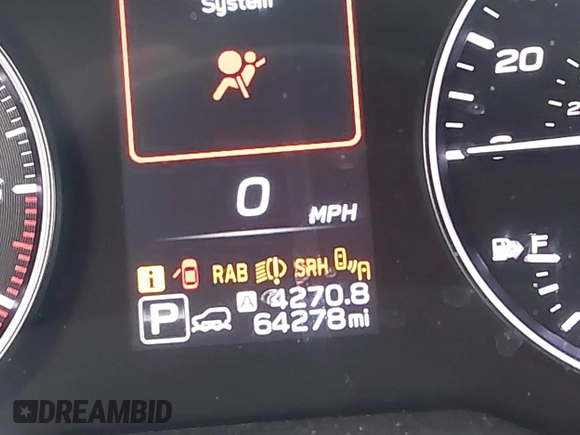 System
20
0
MPH
i RAB SRH A
A 4270.8
P 64278mi
F
DREAMBID